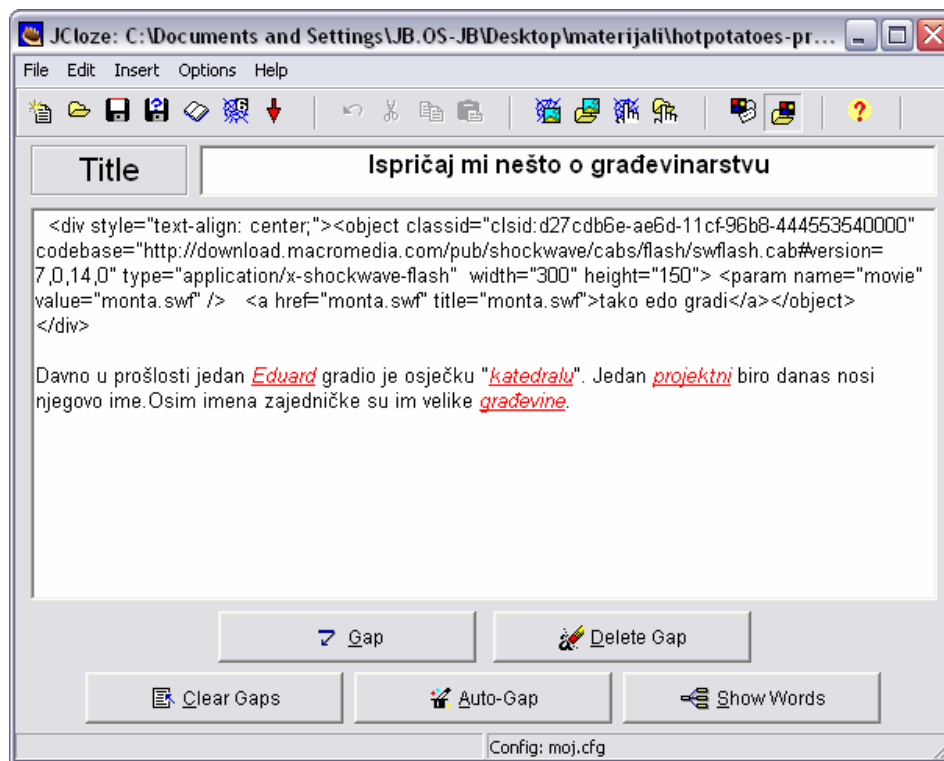 JCloze: C:\Documents and Settings\JB.OS-JB\Desktop\materijali\hotpotatoes-pr...
File Edit Insert Options Help
Title
Ispričaj mi nešto o građevinarstvu
<div style="text-align: center;"><object classid="clsid:d27cdb6e-ae6d-11cf-96b8-444553540000"
codebase="http://download.macromedia.com/pub/shockwave/cabs/flash/swflash.cab#version=
7,0,14,0" type="application/x-shockwave-flash" width="300" height="150"> <param name="movie"
value="monta.swf" /> <a href="monta.swf" title="monta.swf">tako edo gradi</a></object>
</div>
Davno u prošlosti jedan Eduard gradio je osječku "katedralu". Jedan projektni biro danas nosi
njegovo ime.Osim imena zajedničke su im velike građevine.
Gap
Delete Gap
Clear Gaps
Auto-Gap
Show Words
Config: moj.cfg